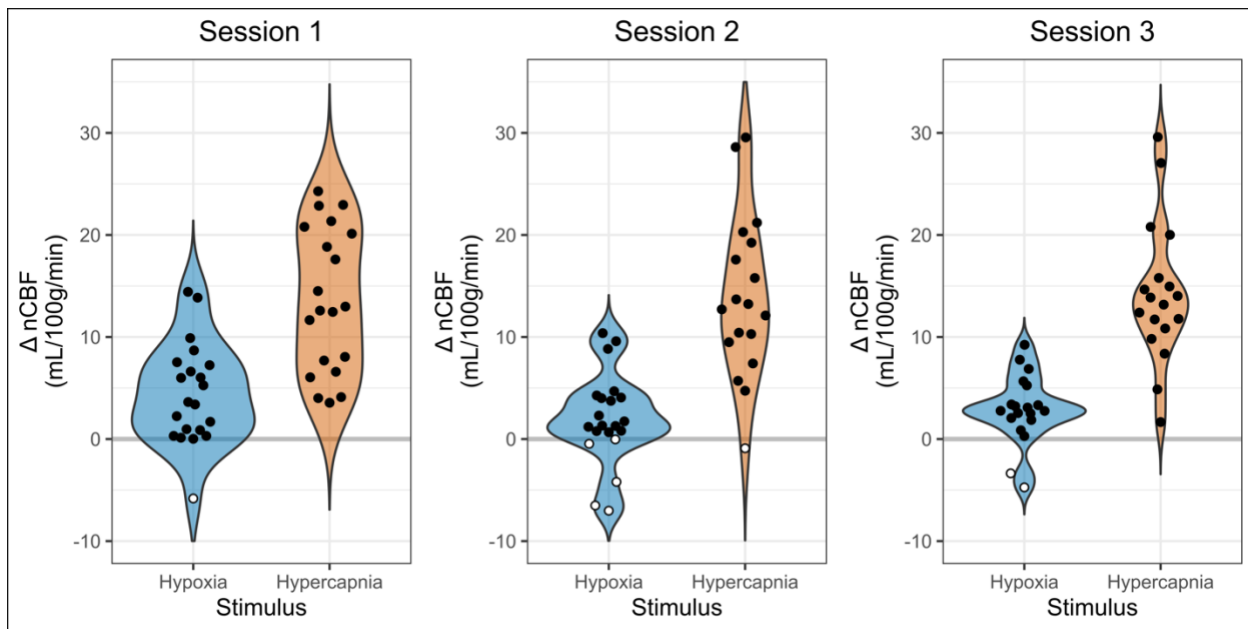 Session 1
Δ nCBF
(mL/100g/min)
30
20
10
0
-10
Hypoxia
Hypercapnia
Stimulus
Session 2
Δ nCBF
(mL/100g/min)
30
20
10
0
-10
Hypoxia
Hypercapnia
Stimulus
Session 3
Δ nCBF
(mL/100g/min)
30
20
10
0
-10
Hypoxia
Hypercapnia
Stimulus